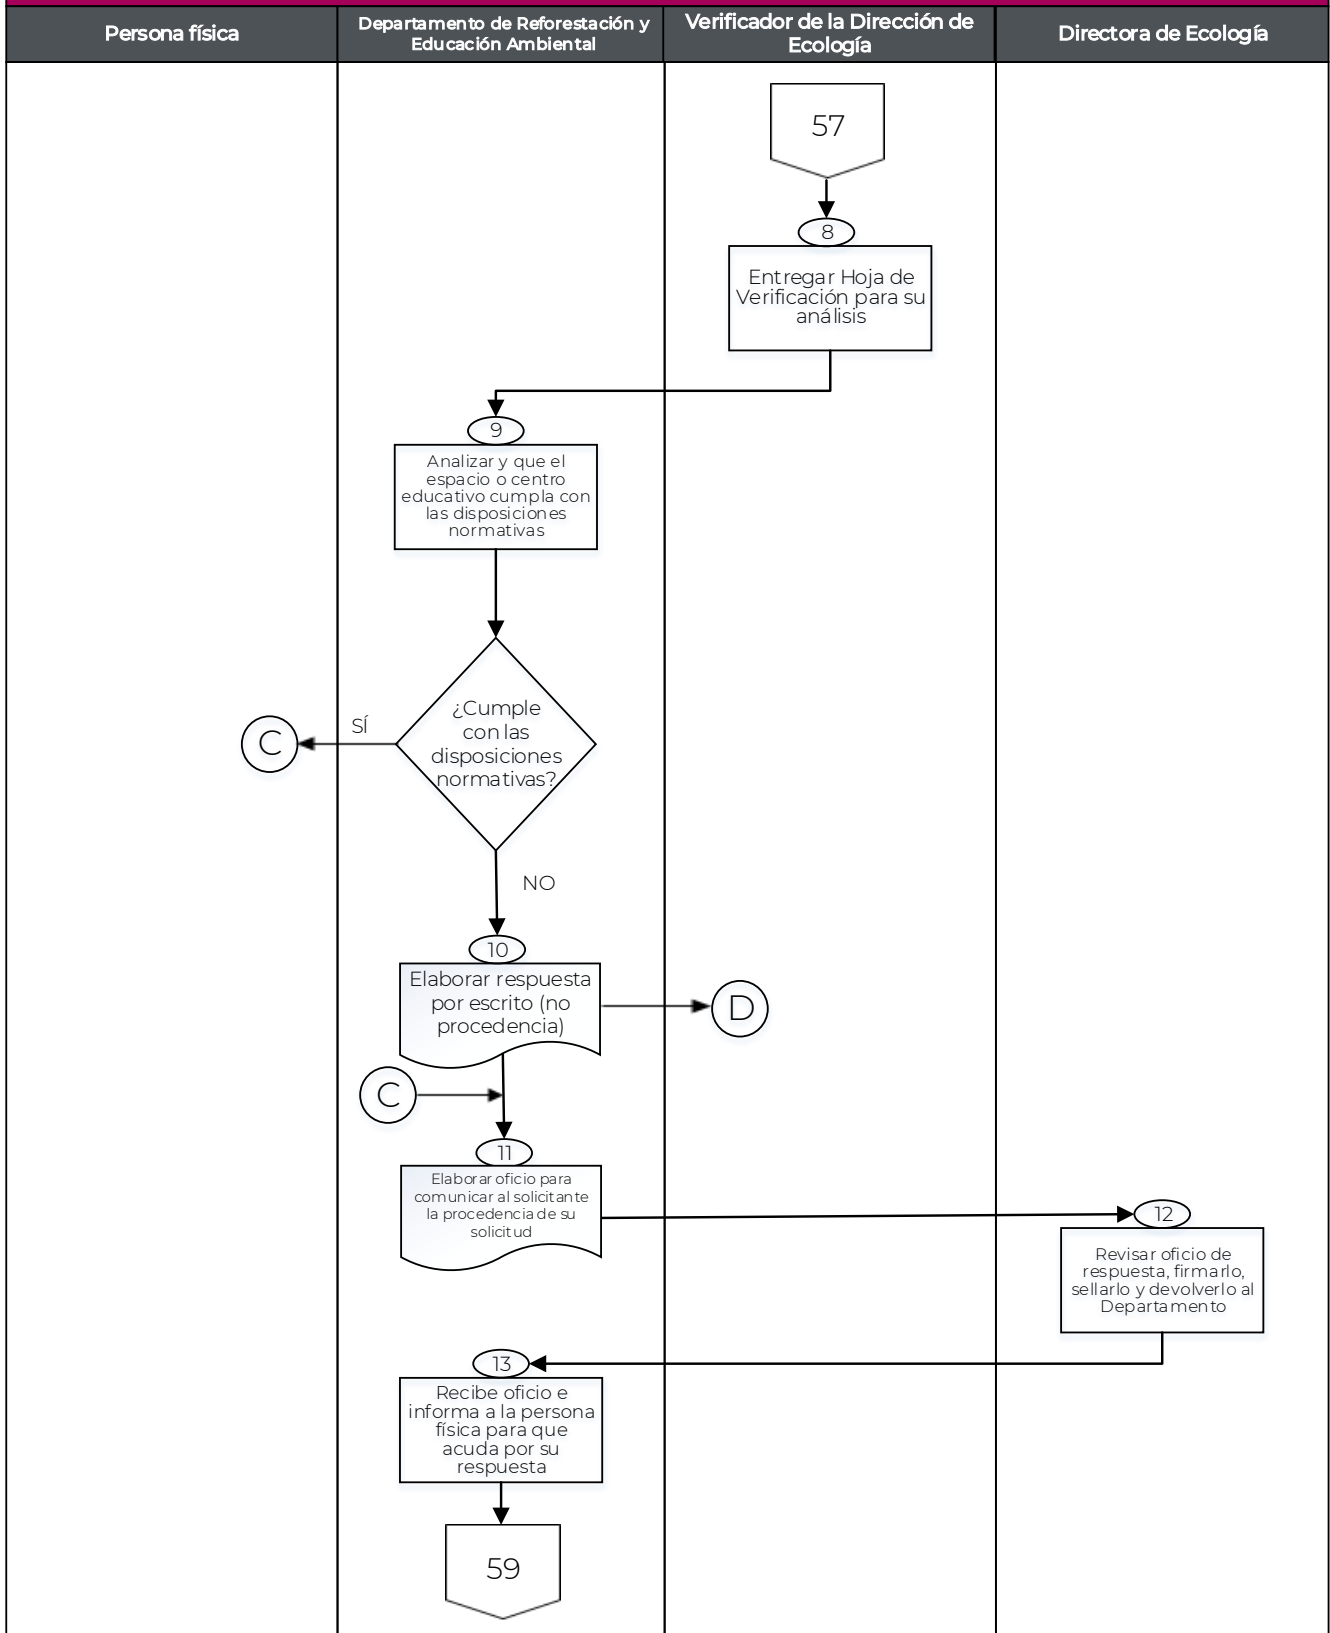 Persona física
Departamento de Reforestación y
Educación Ambiental
Verificador de la Dirección de
Ecología
Directora de Ecología
57
8
Entregar Hoja de
Verificación para su
análisis
9
Analizar y que el
espacio o centro
educativo cumpla con
las disposiciones
normativas
¿Cumple
con las
disposiciones
normativas?
SÍ
C
NO
10
Elaborar respuesta
por escrito (no
procedencia)
D
C
11
Elaborar oficio para
comunicar al solicitante
la procedencia de su
solicitud
12
Revisar oficio de
respuesta, firmarlo,
sellarlo y devolverlo al
Departamento
13
Recibe oficio e
informa a la persona
física para que
acuda por su
respuesta
59